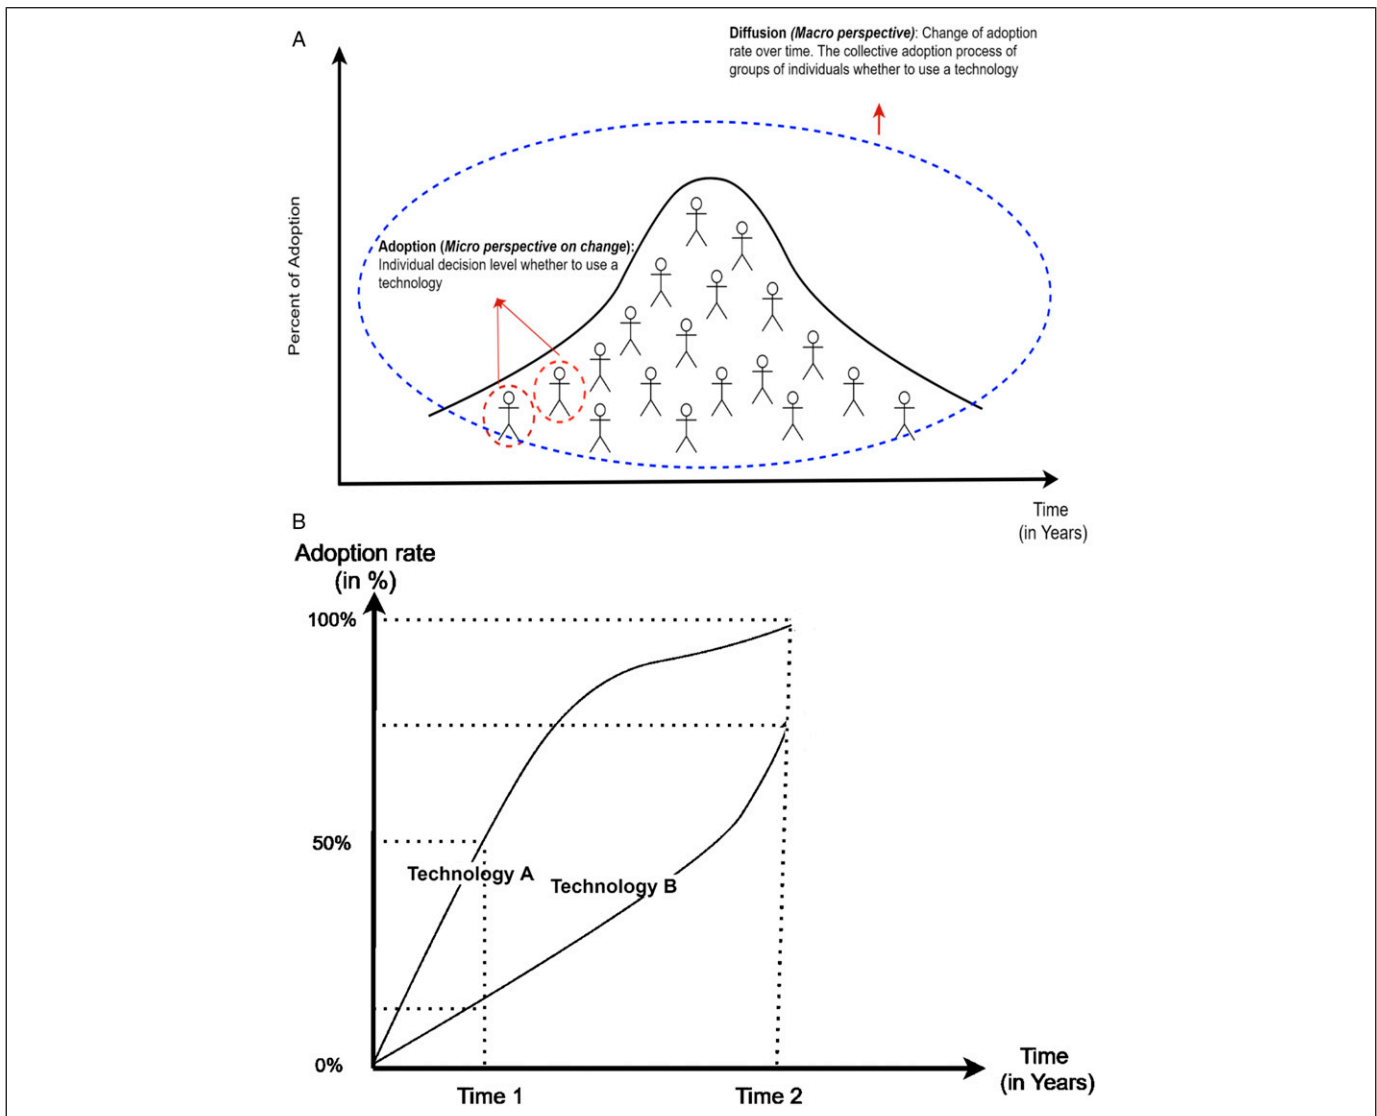 A
Diffusion (Macro perspective): Change of adoption
rate over time. The collective adoption process of
groups of individuals whether to use a technology
Adoption (Micro perspective on change):
Individual decision level whether to use a
technology
Percent of Adoption
Time
(in Years)
B
Adoption rate
(in %)
100%
50%
Technology A
Technology B
0%
Time 1
Time 2
Time
(in Years)